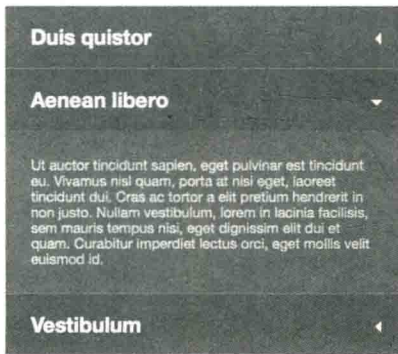 Duis quistor
Aenean libero
Ut auctor tincidunt sapien, eget pulvinar est tincidunt
eu. Vivamus nisl quam, porta at nisi eget, laoreet
tincidunt dui. Cras ac tortor a elit pretium hendrerit in
non justo. Nullam vestibulum, lorem in lacinia facilisis,
sem mauris tempus nisi, eget dignissim elit dui et
quam. Curabitur imperdiet lectus orci, eget mollis velit
euismod id.
Vestibulum